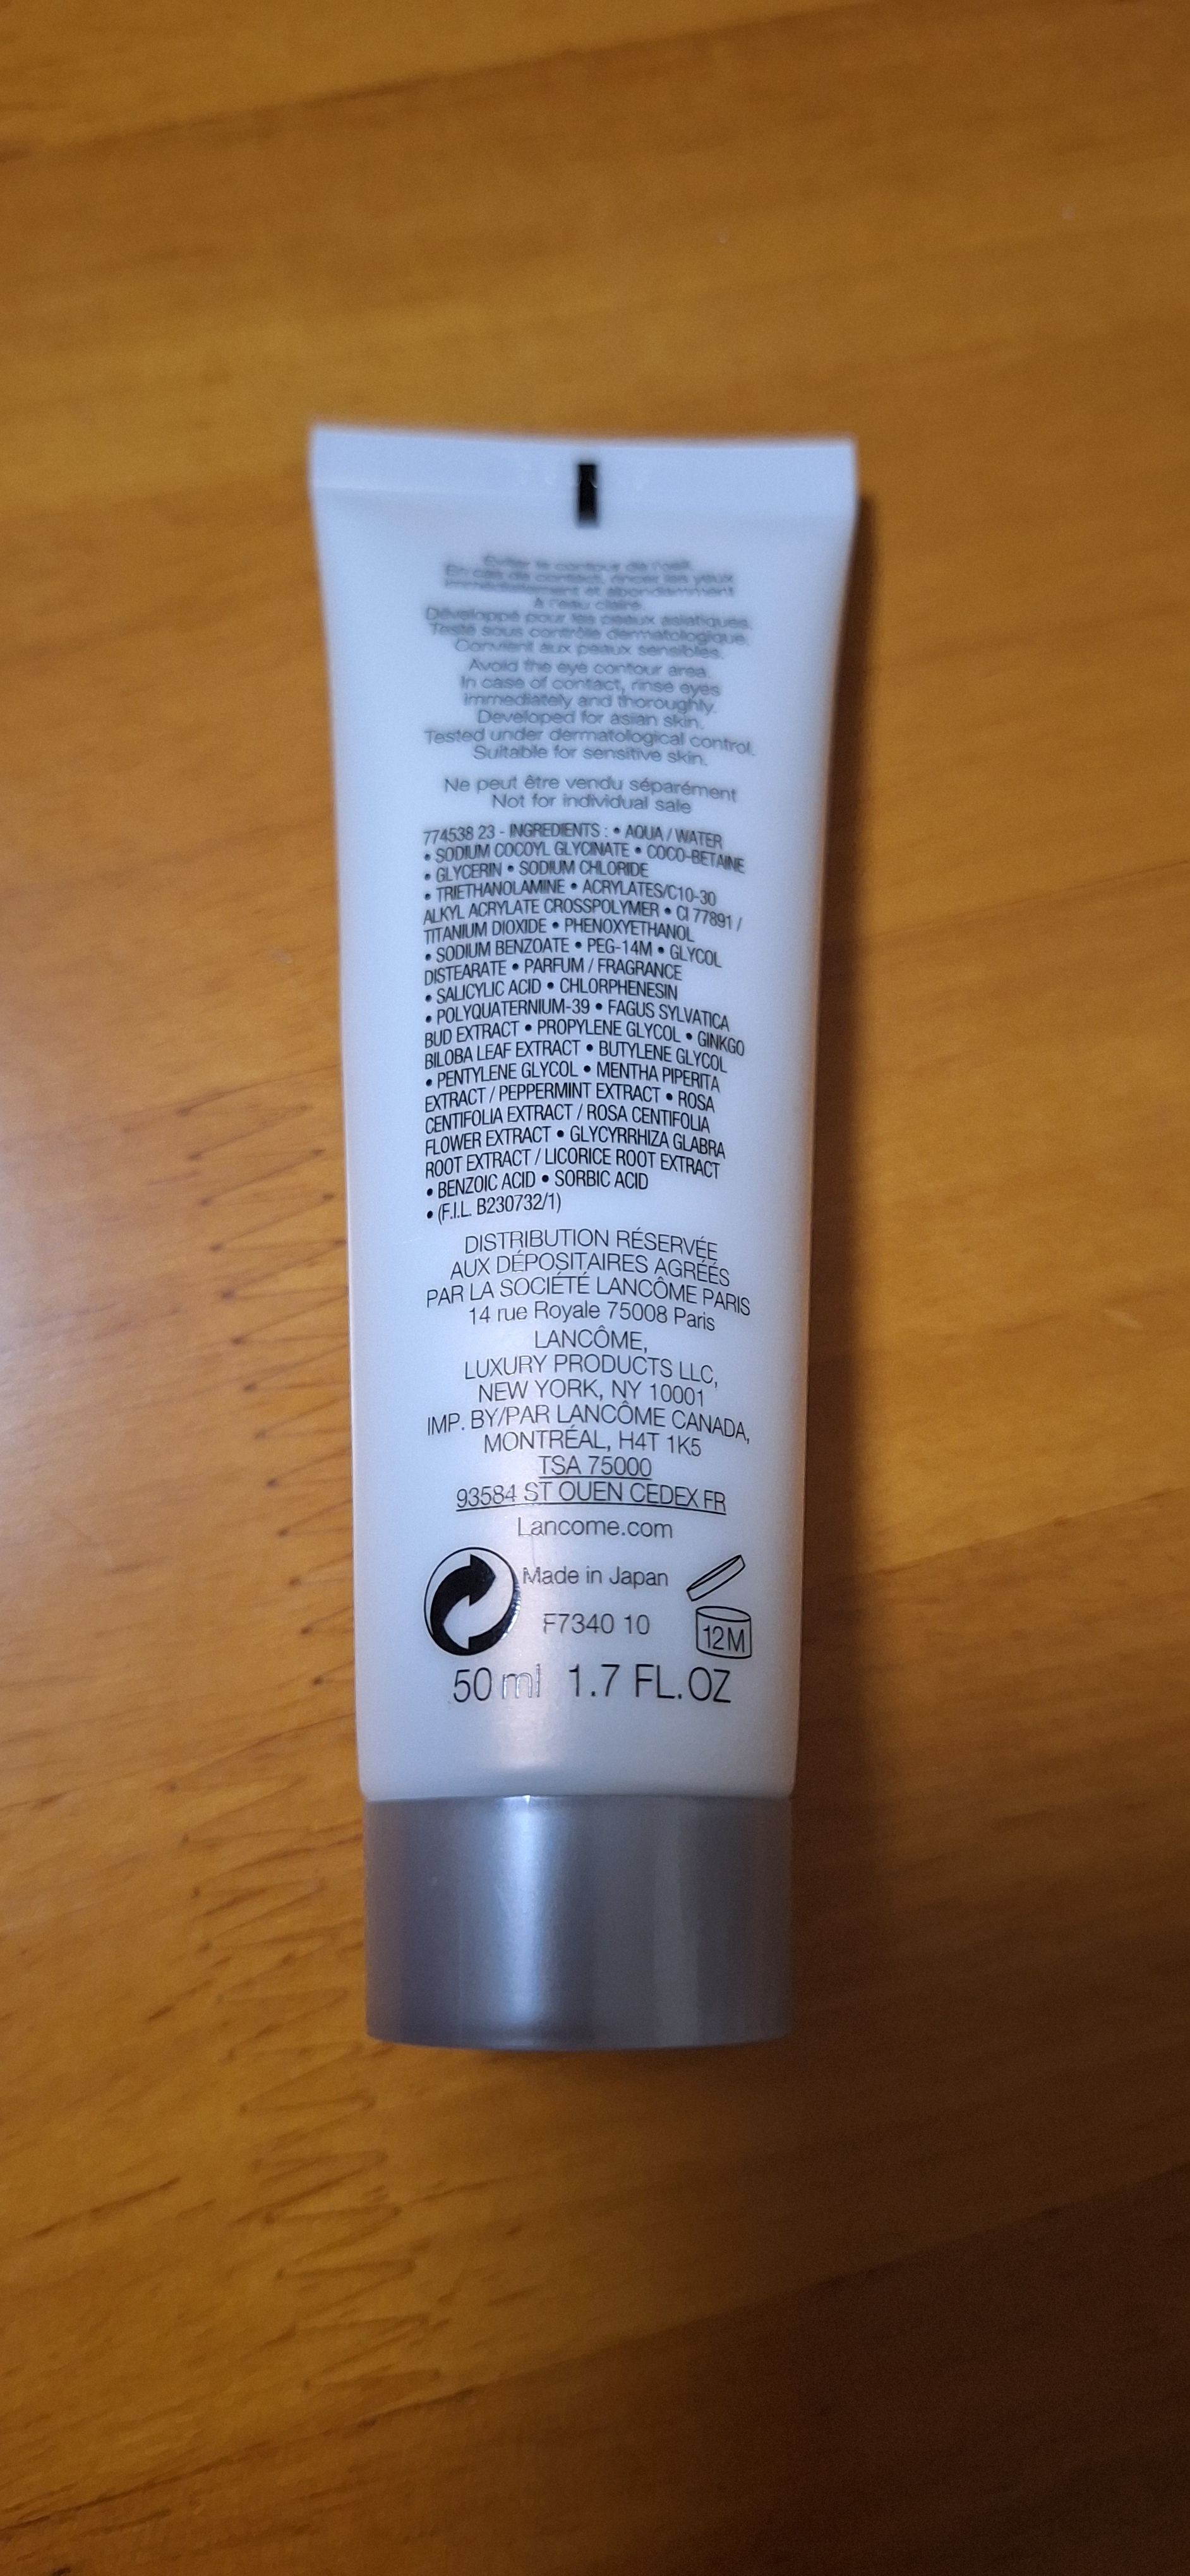 Éviter le contour de l'oeil.
En cas de contact, rincer les yeux
immédiatement et abondamment
à l'eau claire.
Développé pour les peaux asiatiques.
Testé sous contrôle dermatologique.
Convient aux peaux sensibles.
Avoid the eye contour area.
In case of contact, rinse eyes
immediately and thoroughly.
Developed for asian skin.
Tested under dermatological control.
Suitable for sensitive skin.
Ne peut être vendu séparément
Not for individual sale
774538 23 - INGREDIENTS : • AQUA / WATER
• SODIUM COCOYL GLYCINATE • COCO-BETAINE
• GLYCERIN • SODIUM CHLORIDE
• TRIETHANOLAMINE • ACRYLATES/C10-30
ALKYL ACRYLATE CROSSPOLYMER • CI 77891 /
TITANIUM DIOXIDE • PHENOXYETHANOL
• SODIUM BENZOATE • PEG-14M • GLYCOL
DISTEARATE • PARFUM / FRAGRANCE
• SALICYLIC ACID • CHLORPHENESIN
• POLYQUATERNIUM-39 • FAGUS SYLVATICA
BUD EXTRACT • PROPYLENE GLYCOL • GINKGO
BILOBA LEAF EXTRACT • BUTYLENE GLYCOL
• PENTYLENE GLYCOL • MENTHA PIPERITA
EXTRACT / PEPPERMINT EXTRACT • ROSA
CENTIFOLIA EXTRACT / ROSA CENTIFOLIA
FLOWER EXTRACT • GLYCYRRHIZA GLABRA
ROOT EXTRACT / LICORICE ROOT EXTRACT
• BENZOIC ACID • SORBIC ACID
• (F.I.L. B230732/1)
DISTRIBUTION RÉSERVÉE
AUX DÉPOSITAIRES AGRÉÉS
PAR LA SOCIÉTÉ LANCÔME PARIS
14 rue Royale 75008 Paris
LANCÔME,
LUXURY PRODUCTS LLC,
NEW YORK, NY 10001
IMP. BY/PAR LANCÔME CANADA,
MONTRÉAL, H4T 1K5
TSA 75000
93584 ST OUEN CEDEX FR
Lancome.com
Made in Japan
F7340 10
12M
50 ml 1.7 FL.OZ